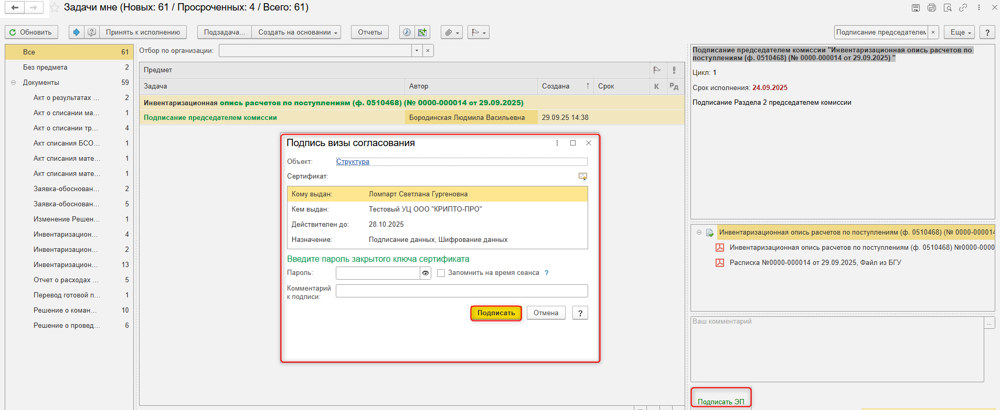 Задачи мне (Новых: 61 / Просроченных: 4 / Всего: 61)
Обновить
Принять к исполнению
Подзадача...
Создать на основании
Отчеты
Подписание председателем
×
Еще
?
Все 61
Без предмета 2
Документы 59
Акт о результатах ... 2
Акт о списании ма... 1
Акт о списании тр... 4
Акт списания БСО... 1
Акт списания мате... 1
Акт списания мате... 1
Заявка-обоснован... 2
Заявка-обоснован... 5
Изменение Решен... 1
Инвентаризацион... 4
Инвентаризацион... 2
Инвентаризацион... 13
Отчет о расходах ... 5
Перевод готовой п... 1
Решение о коман... 10
Решение о провед... 6
Отбор по организации:
Предмет
Задача Автор Создана ↑ Срок К Рд
Инвентаризационная опись расчетов по поступлениям (ф. 0510468) (№ 0000-000014 от 29.09.2025)
Подписание председателем комиссии Бородинская Людмила Васильевна 29.09.25 14:38
Подпись визы согласования
Объект: Структура
Сертификат:
Кому выдан: Ломпарт Светлана Гургеновна
Кем выдан: Тестовый УЦ ООО "КРИПТО-ПРО"
Действителен до: 28.10.2025
Назначение: Подписание данных, Шифрование данных
Введите пароль закрытого ключа сертификата
Пароль: Запомнить на время сеанса ?
Комментарий
к подписи:
Подписать Отмена ?
Подписание председателем комиссии "Инвентаризационная опись расчетов по
поступлениям (ф. 0510468) (№ 0000-000014 от 29.09.2025) "
Цикл: 1
Срок исполнения: 24.09.2025
Подписание Раздела 2 председателем комиссии
Инвентаризационная опись расчетов по поступлениям (ф. 0510468) (№ 0000-000014
Инвентаризационная опись расчетов по поступлениям (ф. 0510468) №0000-0000
Расписка №0000-000014 от 29.09.2025, Файл из БГУ
Ваш комментарий
...
Подписать ЭП